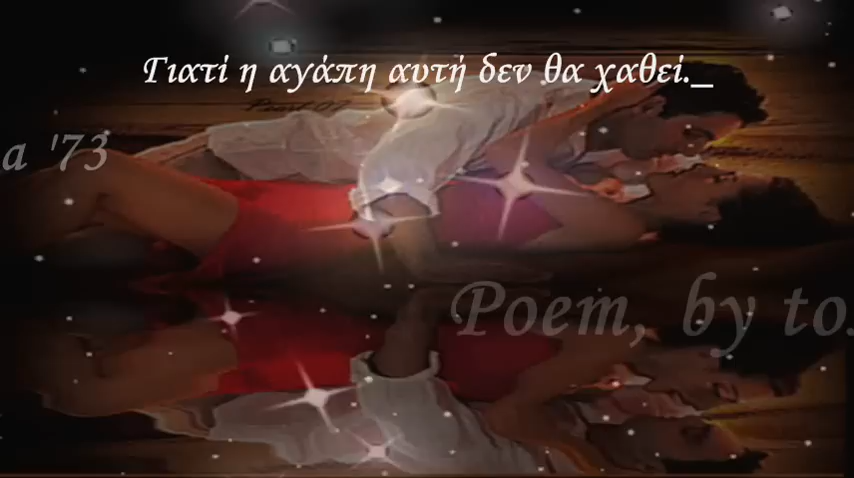 Γιατί η αγάπη αυτή δεν θα χαθεί._
a '73
Poem, by to